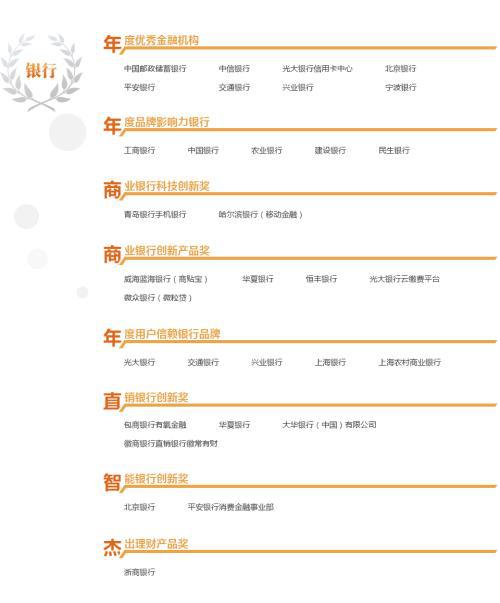 银行
年度优秀金融机构
中国邮政储蓄银行 中信银行 光大银行信用卡中心 北京银行
平安银行 交通银行 兴业银行 宁波银行
年度品牌影响力银行
工商银行 中国银行 农业银行 建设银行 民生银行
商业银行科技创新奖
青岛银行手机银行 哈尔滨银行（移动金融）
商业银行创新产品奖
威海蓝海银行（商贴宝） 华夏银行 恒丰银行 光大银行云缴费平台
微众银行（微粒贷）
年度用户信赖银行品牌
光大银行 交通银行 兴业银行 上海银行 上海农村商业银行
直销银行创新奖
包商银行有氧金融 华夏银行 大华银行（中国）有限公司
徽商银行直销银行徽常有财
智能银行创新奖
北京银行 平安银行消费金融事业部
杰出理财产品奖
浙商银行